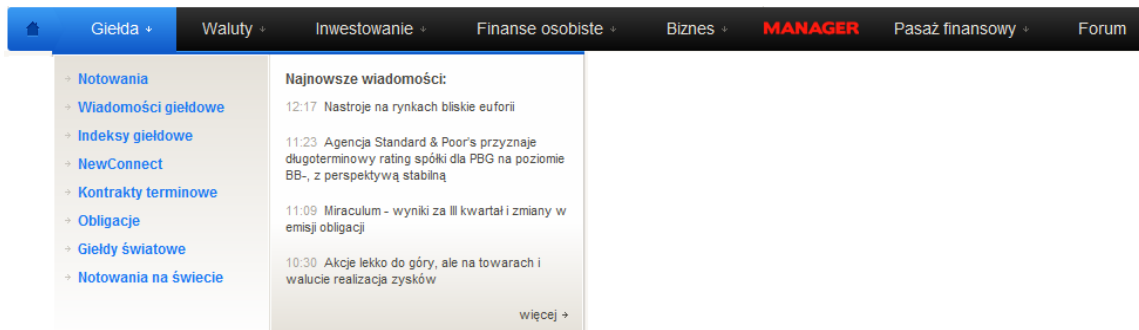 Giełda Waluty Inwestowanie Finanse osobiste Biznes MANAGER Pasaż finansowy Forum
Notowania
Wiadomości giełdowe
Indeksy giełdowe
NewConnect
Kontrakty terminowe
Obligacje
Giełdy światowe
Notowania na świecie
Najnowsze wiadomości:
12:17 Nastroje na rynkach bliskie euforii
11:23 Agencja Standard & Poor's przyznaje
długoterminowy rating spółki dla PBG na poziomie
BB-, z perspektywą stabilną
11:09 Miraculum - wyniki za III kwartał i zmiany w
emisji obligacji
10:30 Akcje lekko do góry, ale na towarach i
walucie realizacja zysków
więcej